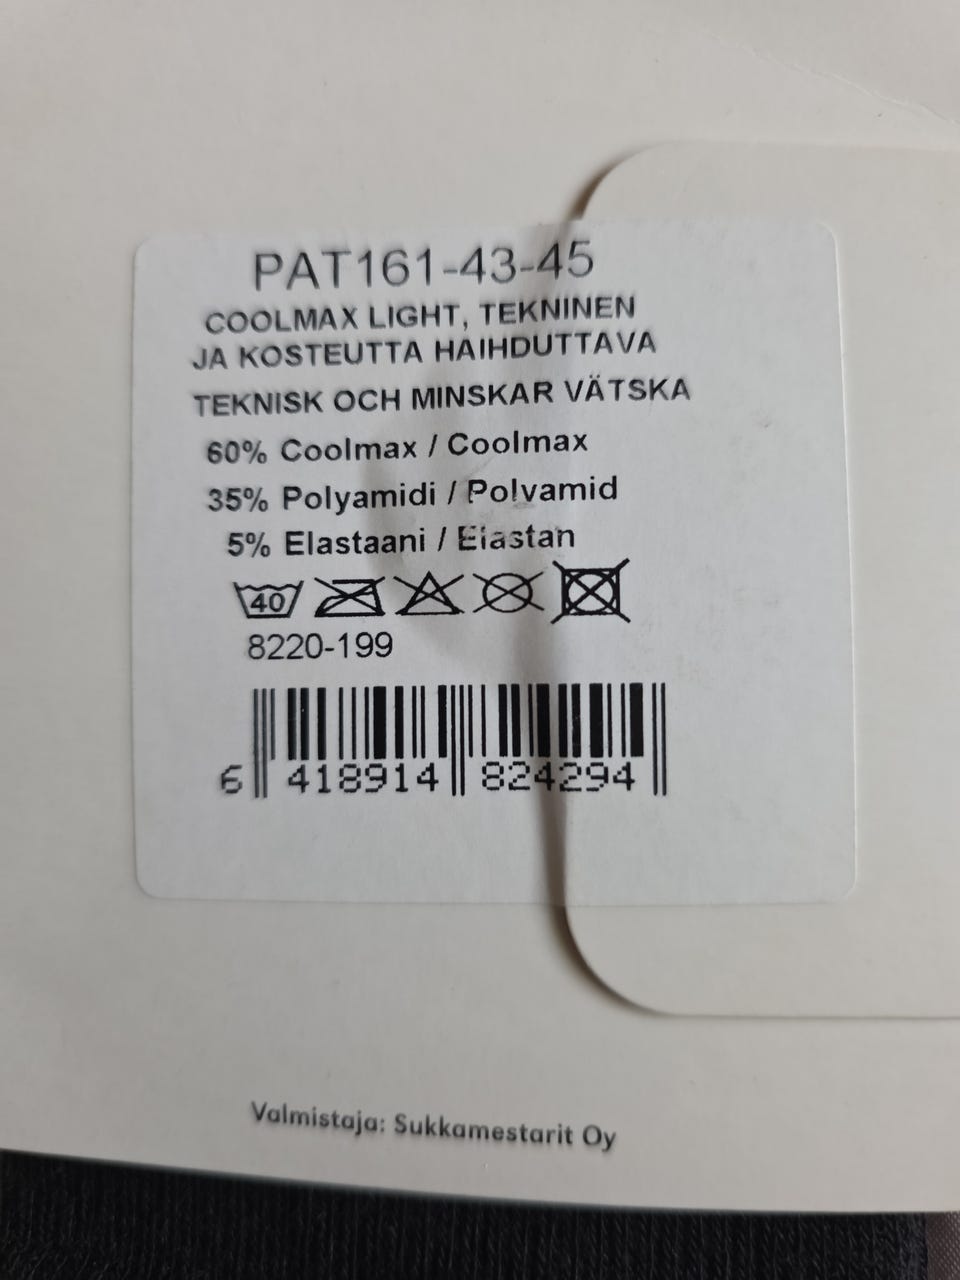 PAT161-43-45
COOLMAX LIGHT, TEKNINEN
JA KOSTEUTTA HAIHDUTTAVA
TEKNISK OCH MINSKAR VÄTSKA
60% Coolmax / Coolmax
35% Polyamidi / Polyamid
5% Elastaani / Elastan
40
8220-199
6 418914 824294
Valmistaja: Sukkamestarit Oy